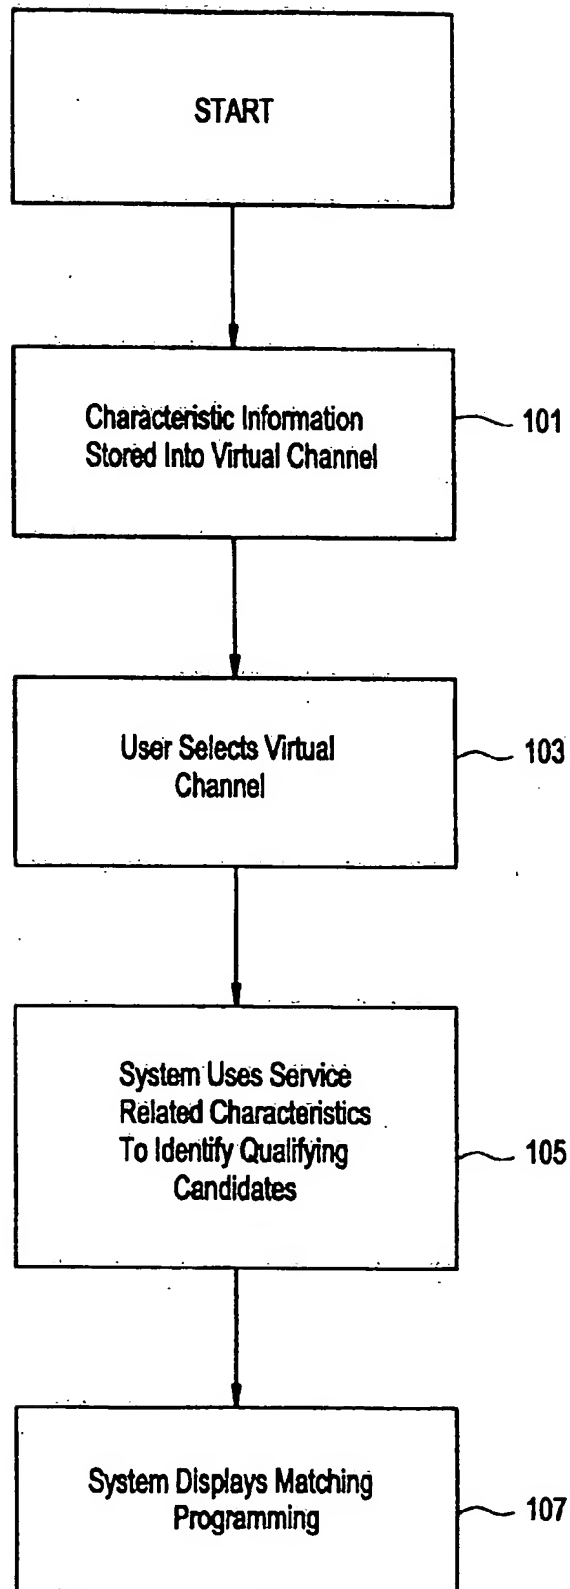 START
Characteristic Information
Stored Into Virtual Channel
101
User Selects Virtual
Channel
103
System Uses Service
Related Characteristics
To Identify Qualifying
Candidates
105
System Displays Matching
Programming
107